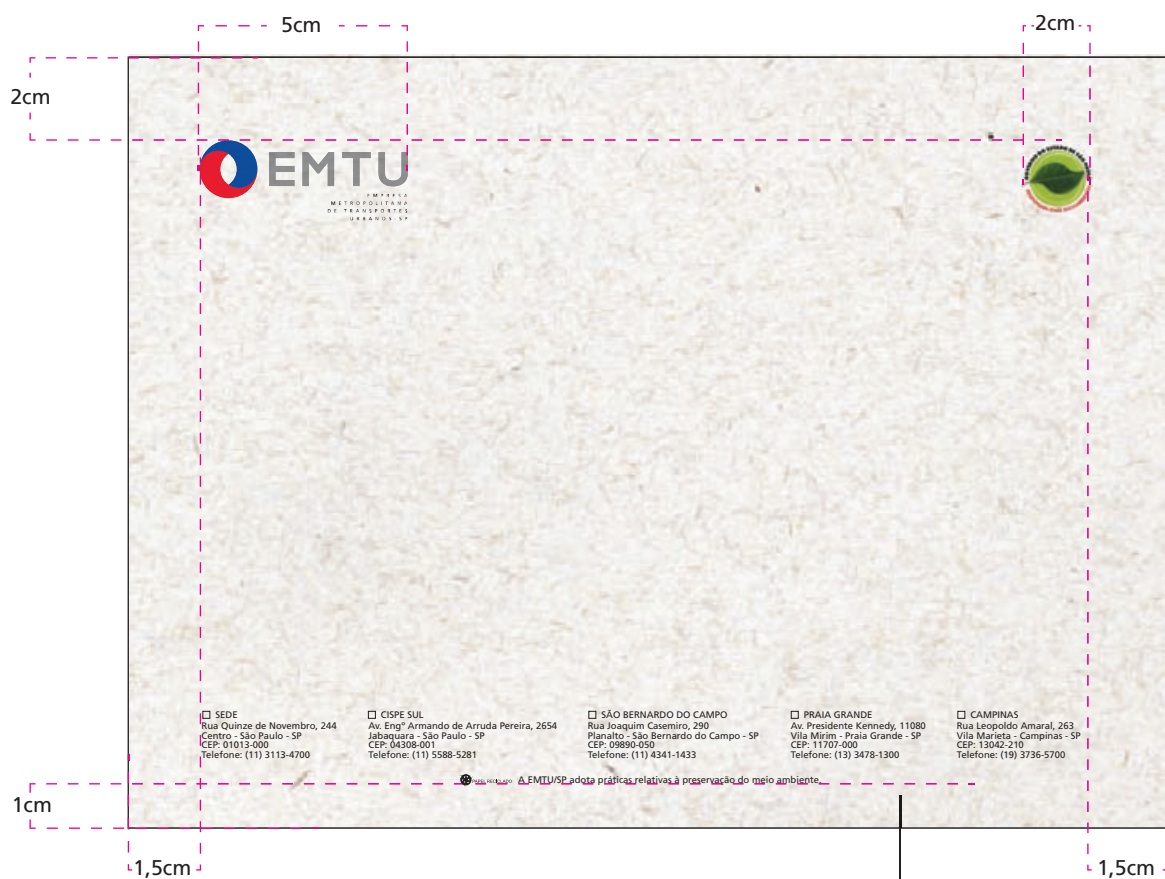 5cm
2cm
2cm
EMTU
EMPRESA
METROPOLITANA
DE TRANSPORTES
URBANOS. SP
SEDE
Rua Quinze de Novembro, 244
Centro - São Paulo - SP
CEP: 01013-000
Telefone: (11) 3113-4700
CISPE SUL
Av. Engº Armando de Arruda Pereira, 2654
Jabaquara - São Paulo - SP
CEP: 04308-001
Telefone: (11) 5588-5281
SÃO BERNARDO DO CAMPO
Rua Joaquim Casemiro, 290
Planalto - São Bernardo do Campo - SP
CEP: 09890-050
Telefone: (11) 4341-1433
PRAIA GRANDE
Av. Presidente Kennedy, 11080
Vila Mirim - Praia Grande - SP
CEP: 11707-000
Telefone: (13) 3478-1300
CAMPINAS
Rua Leopoldo Amaral, 263
Vila Marieta - Campinas - SP
CEP: 13042-210
Telefone: (19) 3736-5700
PAPEL RECICLADO A EMTU/SP adota práticas relativas à preservação do meio ambiente.
1cm
1,5cm
1,5cm